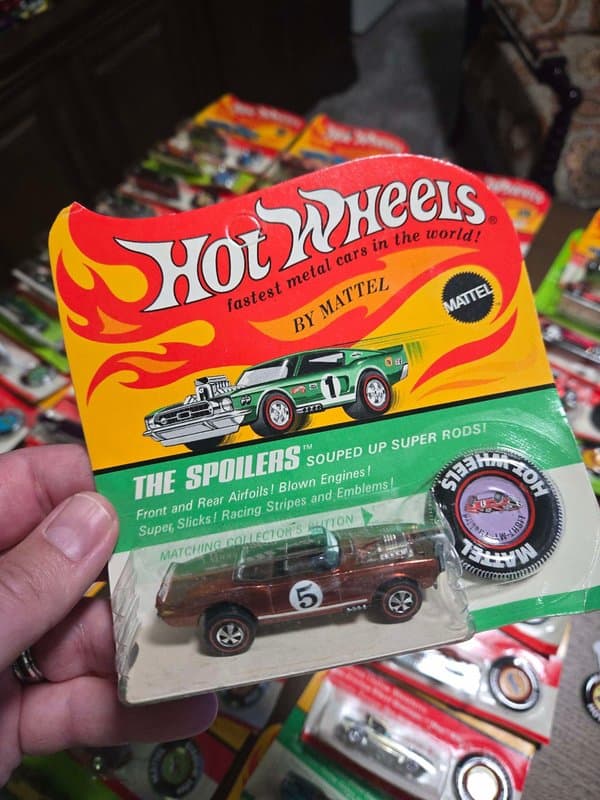 HOT WHEELS®
fastest metal cars in the world!
BY MATTEL
MATTEL
1
THE SPOILERS™ SOUPED UP SUPER RODS!
Front and Rear Airfoils! Blown Engines!
Super Slicks! Racing Stripes and Emblems!
MATCHING COLLECTOR'S BUTTON
HOT WHEELS
MATTEL
5